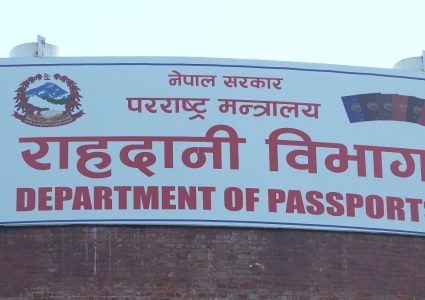 नेपाल सरकार
परराष्ट्र मन्त्रालय
राहदानी विभाग
DEPARTMENT OF PASSPORTS